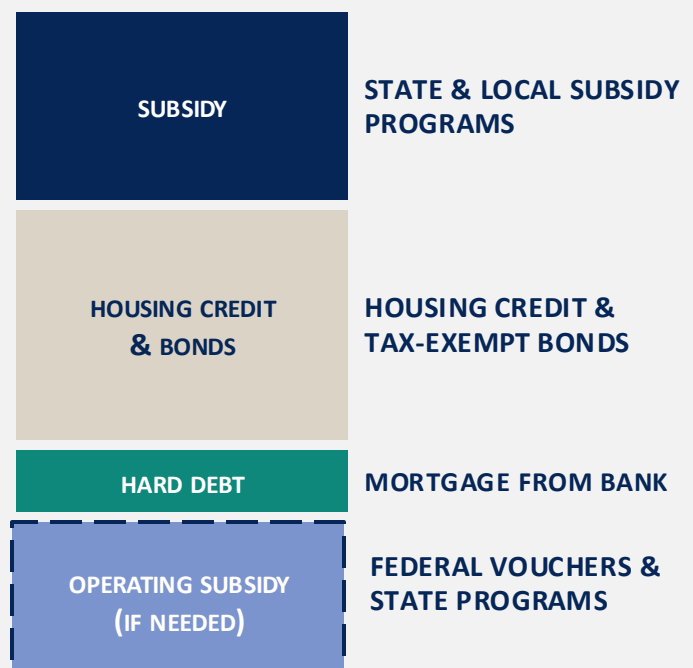 SUBSIDY
STATE & LOCAL SUBSIDY
PROGRAMS
HOUSING CREDIT
& BONDS
HOUSING CREDIT &
TAX-EXEMPT BONDS
HARD DEBT
MORTGAGE FROM BANK
OPERATING SUBSIDY
(IF NEEDED)
FEDERAL VOUCHERS &
STATE PROGRAMS